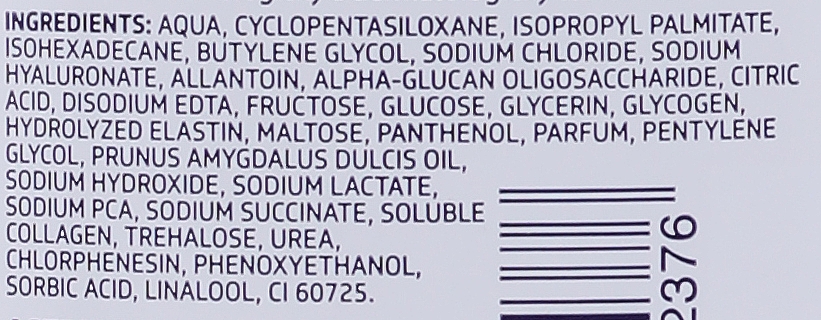 INGREDIENTS: AQUA, CYCLOPENTASILOXANE, ISOPROPYL PALMITATE,
ISOHEXADECANE, BUTYLENE GLYCOL, SODIUM CHLORIDE, SODIUM
HYALURONATE, ALLANTOIN, ALPHA-GLUCAN OLIGOSACCHARIDE, CITRIC
ACID, DISODIUM EDTA, FRUCTOSE, GLUCOSE, GLYCERIN, GLYCOGEN,
HYDROLYZED ELASTIN, MALTOSE, PANTHENOL, PARFUM, PENTYLENE
GLYCOL, PRUNUS AMYGDALUS DULCIS OIL,
SODIUM HYDROXIDE, SODIUM LACTATE,
SODIUM PCA, SODIUM SUCCINATE, SOLUBLE
COLLAGEN, TREHALOSE, UREA,
CHLORPHENESIN, PHENOXYETHANOL,
SORBIC ACID, LINALOOL, CI 60725.
2376